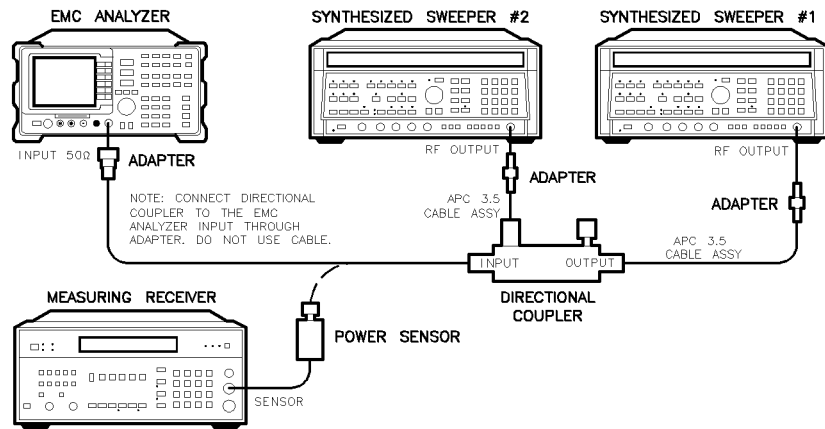 EMC ANALYZER
SYNTHESIZED SWEEPER #2
SYNTHESIZED SWEEPER #1
INPUT 50Ω
ADAPTER
RF OUTPUT
RF OUTPUT
ADAPTER
NOTE: CONNECT DIRECTIONAL
COUPLER TO THE EMC
ANALYZER INPUT THROUGH
ADAPTER. DO NOT USE CABLE.
APC 3.5
CABLE ASSY
ADAPTER
APC 3.5
CABLE ASSY
INPUT
OUTPUT
DIRECTIONAL
COUPLER
MEASURING RECEIVER
POWER SENSOR
SENSOR